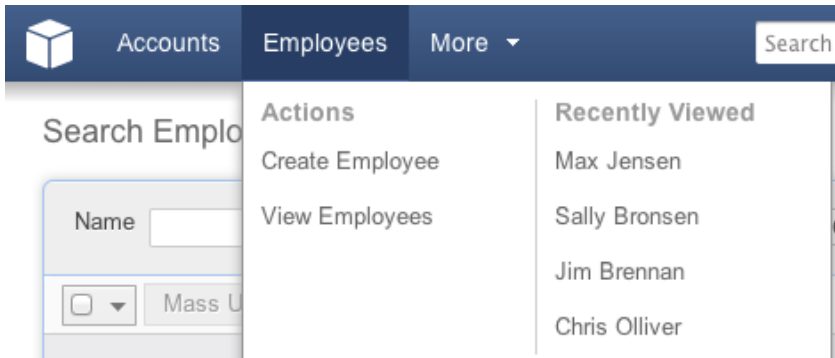 Accounts Employees More Search
Search Emplo
Actions
Create Employee
View Employees
Recently Viewed
Max Jensen
Sally Bronsen
Jim Brennan
Chris Olliver
Name
Mass U